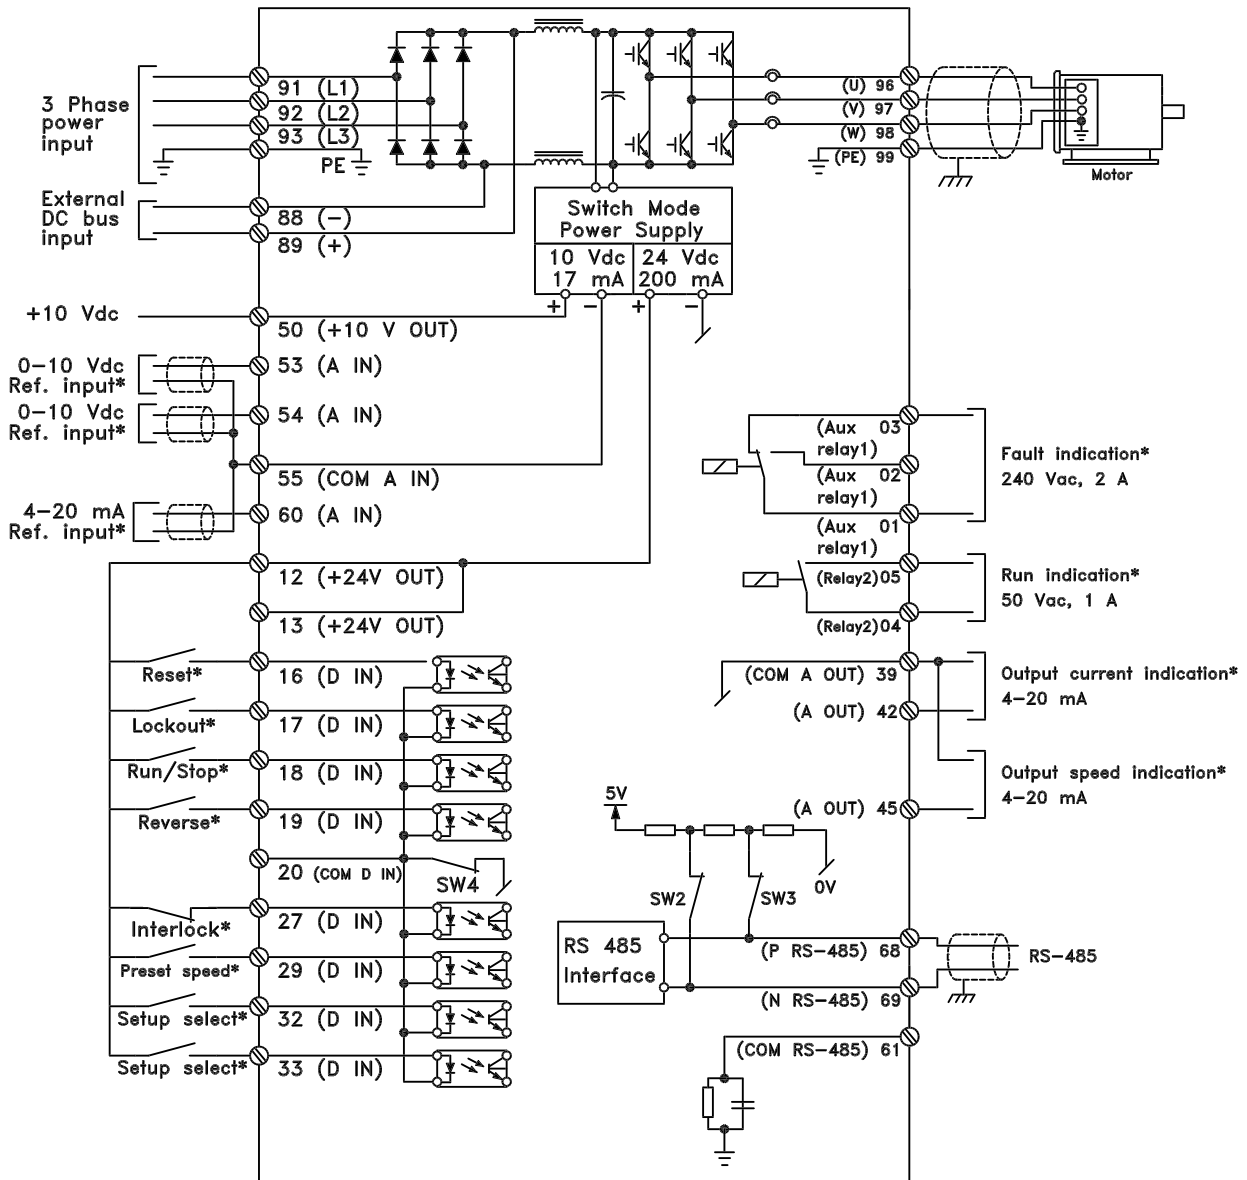 3 Phase
power
input
91 (L1)
92 (L2)
93 (L3)
PE
External
DC bus
input
88 (−)
89 (+)
Switch Mode
Power Supply
10 Vdc
17 mA
24 Vdc
200 mA
+ − + −
(U) 96
(V) 97
(W) 98
(PE) 99
Motor
+10 Vdc
50 (+10 V OUT)
0−10 Vdc
Ref. input*
53 (A IN)
0−10 Vdc
Ref. input*
54 (A IN)
55 (COM A IN)
4−20 mA
Ref. input*
60 (A IN)
12 (+24V OUT)
13 (+24V OUT)
Reset*
16 (D IN)
Lockout*
17 (D IN)
Run/Stop*
18 (D IN)
Reverse*
19 (D IN)
20 (COM D IN)
SW4
Interlock*
27 (D IN)
Preset speed*
29 (D IN)
Setup select*
32 (D IN)
Setup select*
33 (D IN)
(Aux 03
relay1)
(Aux 02
relay1)
(Aux 01
relay1)
Fault indication*
240 Vac, 2 A
(Relay2)05
(Relay2)04
Run indication*
50 Vac, 1 A
(COM A OUT) 39
(A OUT) 42
Output current indication*
4−20 mA
(A OUT) 45
Output speed indication*
4−20 mA
5V
0V
SW2
SW3
RS 485
Interface
(P RS−485) 68
(N RS−485) 69
RS−485
(COM RS−485) 61